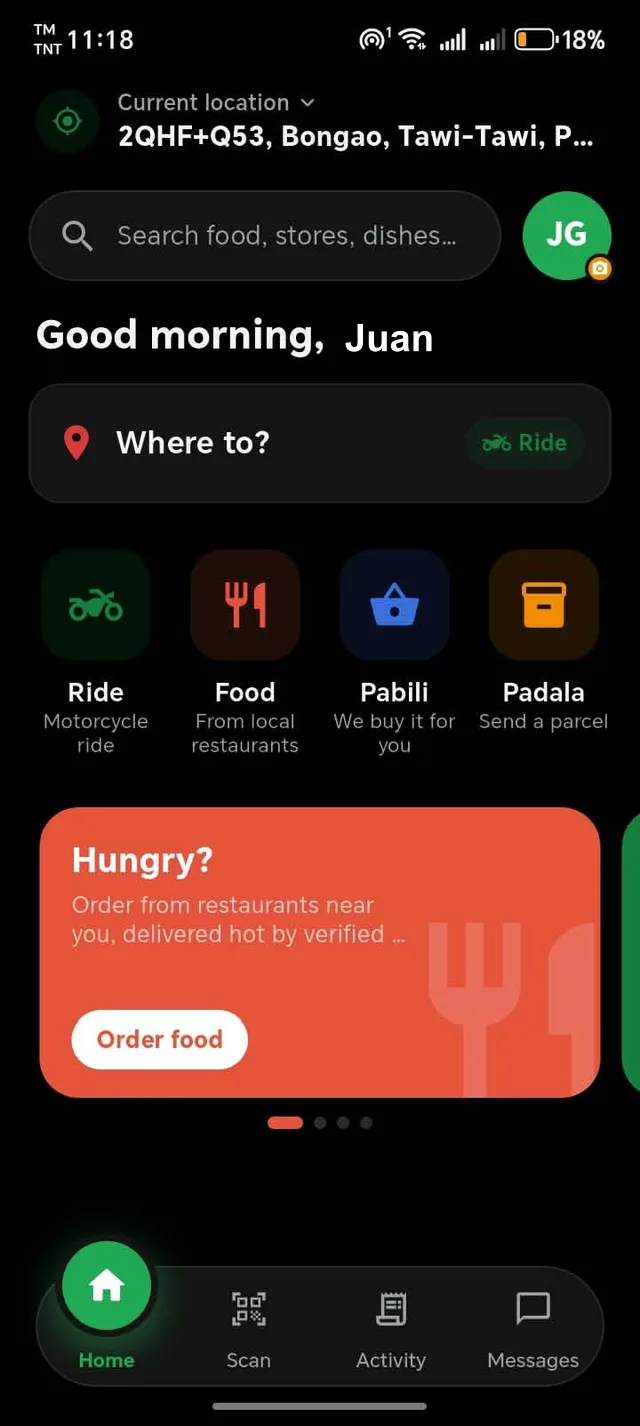 TM
TNT 11:18
1
18%
Current location
2QHF+Q53, Bongao, Tawi-Tawi, P...
Search food, stores, dishes...
JG
Good morning, Juan
Where to?
Ride
Ride
Motorcycle
ride
Food
From local
restaurants
Pabili
We buy it for
you
Padala
Send a parcel
Hungry?
Order from restaurants near
you, delivered hot by verified ...
Order food
Home
Scan
Activity
Messages